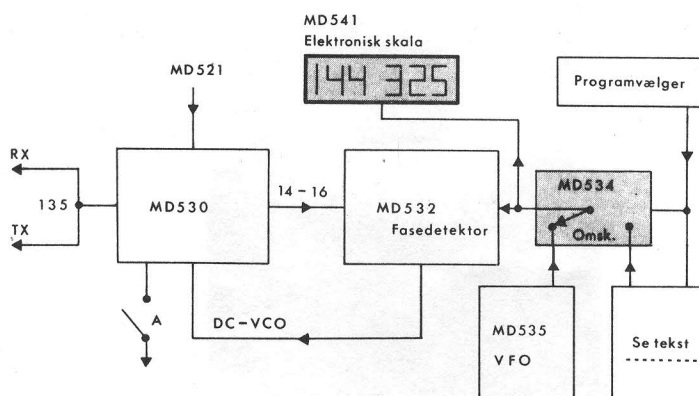 MD541
Elektronisk skala
144 325
MD521
Programvælger
RX
135
TX
MD530
14-16
MD532
Fasedetektor
MD534
Omsk.
A
DC-VCO
MD535
VFO
Se tekst